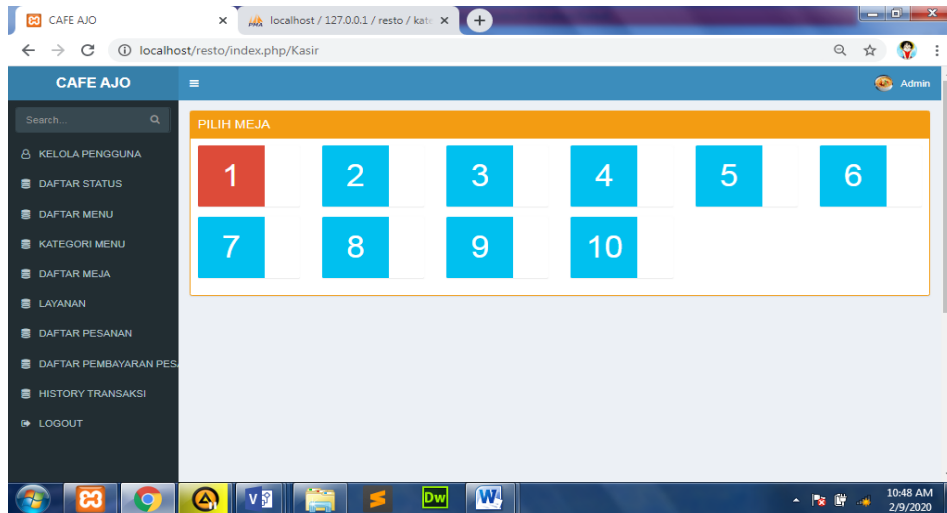 CAFE AJO
localhost / 127.0.0.1 / resto / kat
localhost/resto/index.php/Kasir
CAFE AJO
Admin
Search...
PILIH MEJA
KELOLA PENGGUNA
DAFTAR STATUS
DAFTAR MENU
KATEGORI MENU
DAFTAR MEJA
LAYANAN
DAFTAR PESANAN
DAFTAR PEMBAYARAN PES
HISTORY TRANSAKSI
LOGOUT
1 2 3 4 5 6
7 8 9 10
Dw
W
10:48 AM
2/9/2020